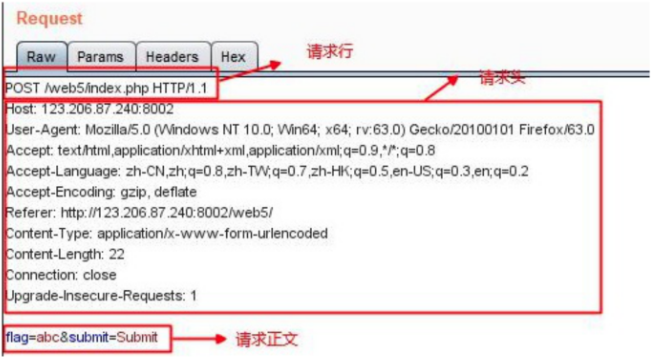 Request
Raw Params Headers Hex
请求行
请求头
POST /web5/index.php HTTP/1.1
Host: 123.206.87.240:8002
User-Agent: Mozilla/5.0 (Windows NT 10.0; Win64; x64; rv:63.0) Gecko/20100101 Firefox/63.0
Accept: text/html,application/xhtml+xml,application/xml;q=0.9,*/*;q=0.8
Accept-Language: zh-CN,zh;q=0.8,zh-TW;q=0.7,zh-HK;q=0.5,en-US;q=0.3,en;q=0.2
Accept-Encoding: gzip, deflate
Referer: http://123.206.87.240:8002/web5/
Content-Type: application/x-www-form-urlencoded
Content-Length: 22
Connection: close
Upgrade-Insecure-Requests: 1
flag=abc&submit=Submit
请求正文